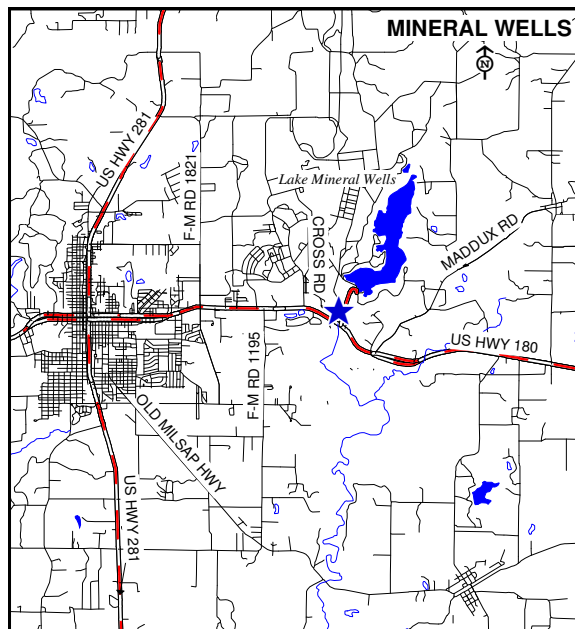 MINERAL WELLS
N
US HWY 281
F-M RD 1821
Lake Mineral Wells
CROSS RD
MADDUX RD
US HWY 180
F-M RD 1195
OLD MILSAP HWY
US HWY 281